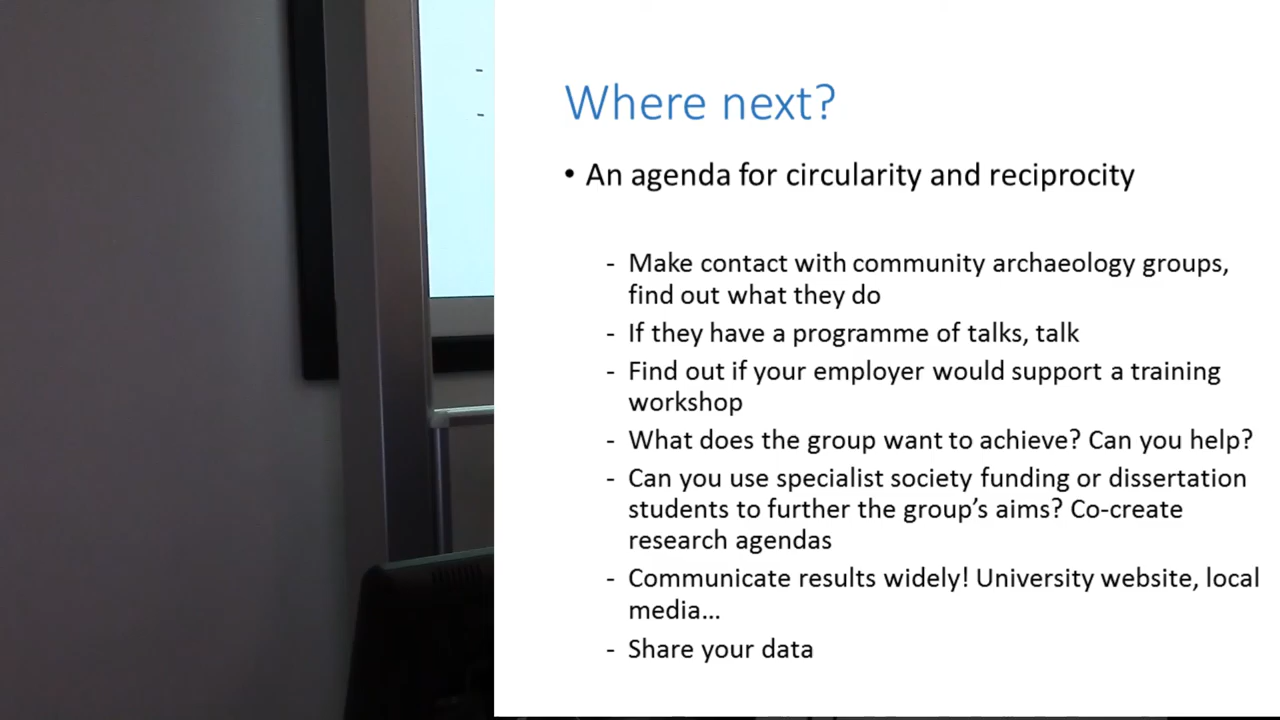 Where next?
• An agenda for circularity and reciprocity
- Make contact with community archaeology groups,
find out what they do
- If they have a programme of talks, talk
- Find out if your employer would support a training
workshop
- What does the group want to achieve? Can you help?
- Can you use specialist society funding or dissertation
students to further the group's aims? Co-create
research agendas
- Communicate results widely! University website, local
media...
- Share your data